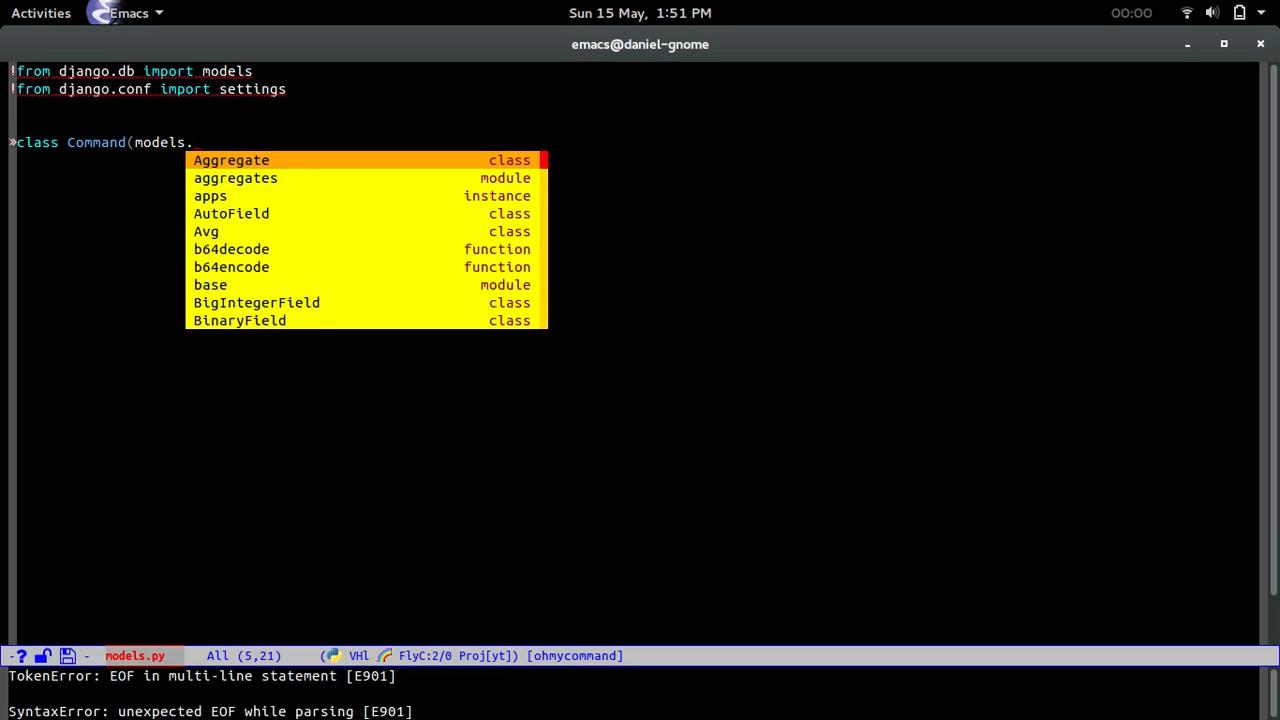 Activities Emacs Sun 15 May, 1:51 PM 00:00
emacs@daniel-gnome
!from django.db import models
!from django.conf import settings
»class Command(models.
Aggregate class
aggregates module
apps instance
AutoField class
Avg class
b64decode function
b64encode function
base module
BigIntegerField class
BinaryField class
-? - models.py All (5,21) ( VHl FlyC:2/0 Proj[yt]) [ohmycommand]
TokenError: EOF in multi-line statement [E901]
SyntaxError: unexpected EOF while parsing [E901]